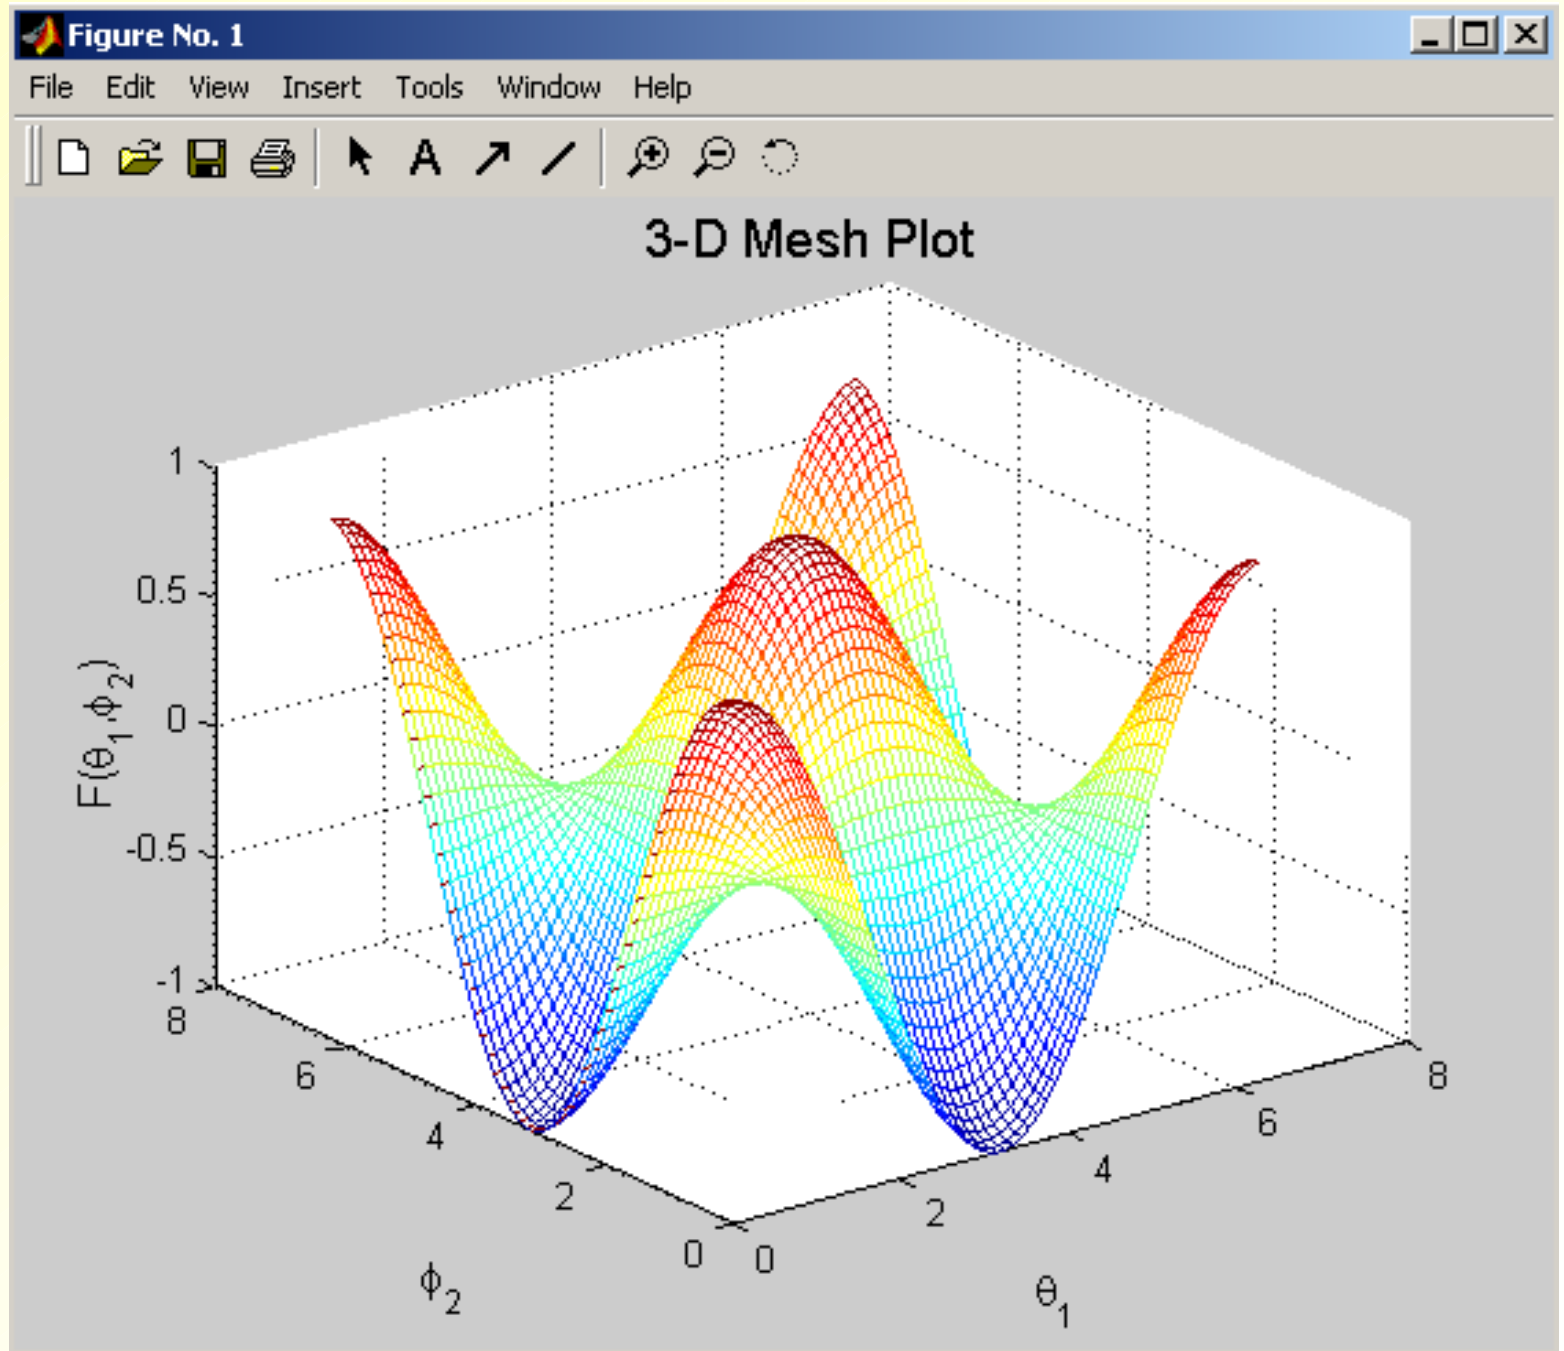 Figure No. 1
File Edit View Insert Tools Window Help
A
3-D Mesh Plot
1
0.5
0
-0.5
-1
F(θ₁,ϕ₂)
8
6
4
2
0
ϕ₂
0
2
4
6
8
θ₁